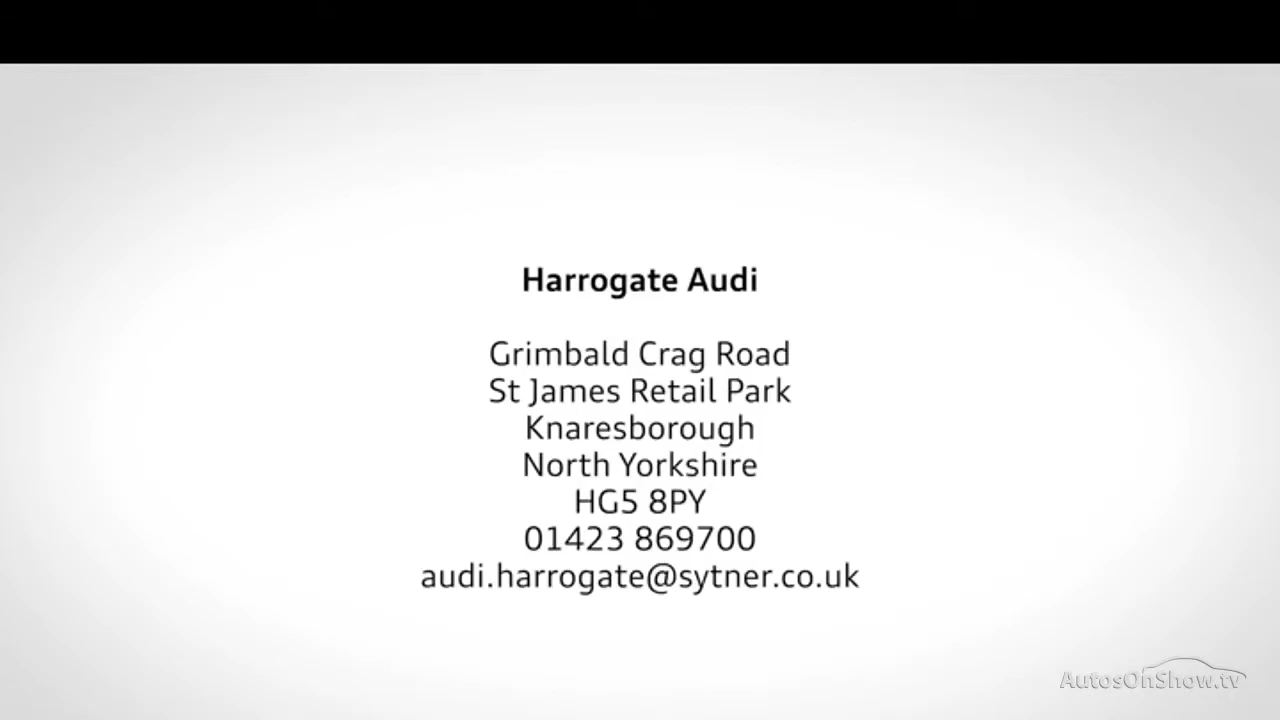 Harrogate Audi
Grimbald Crag Road
St James Retail Park
Knaresborough
North Yorkshire
HG5 8PY
01423 869700
audi.harrogate@sytner.co.uk
AutosOnShow.tv